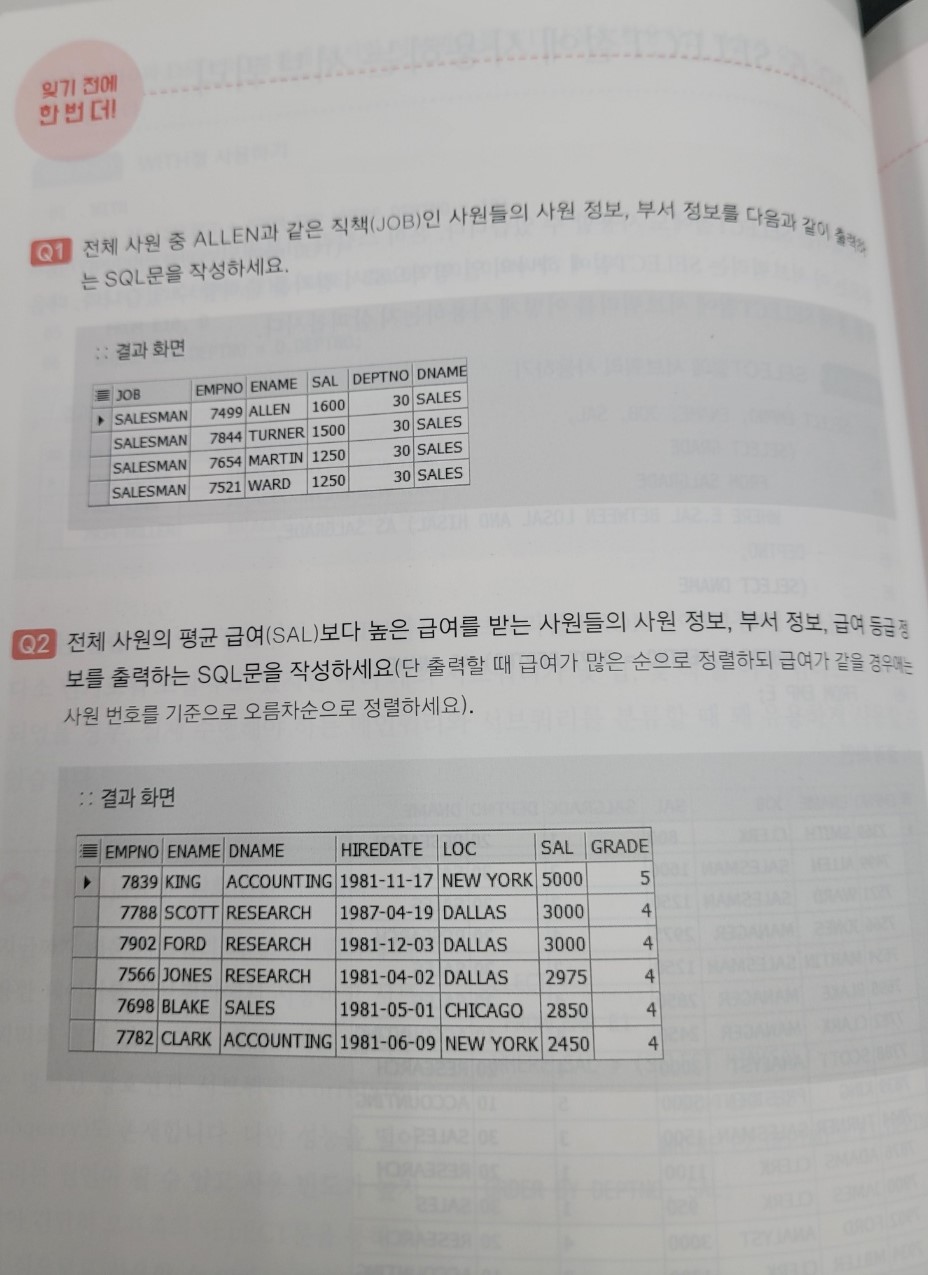 잊기 전에
한 번 더!
Q1 전체 사원 중 ALLEN과 같은 직책(JOB)인 사원들의 사원 정보, 부서 정보를 다음과 같이 출력하
는 SQL문을 작성하세요.
:: 결과 화면
JOB EMPNO ENAME SAL DEPTNO DNAME
SALESMAN 7499 ALLEN 1600 30 SALES
SALESMAN 7844 TURNER 1500 30 SALES
SALESMAN 7654 MARTIN 1250 30 SALES
SALESMAN 7521 WARD 1250 30 SALES
Q2 전체 사원의 평균 급여(SAL)보다 높은 급여를 받는 사원들의 사원 정보, 부서 정보, 급여 등급 정
보를 출력하는 SQL문을 작성하세요(단 출력할 때 급여가 많은 순으로 정렬하되 급여가 같을 경우에는
사원 번호를 기준으로 오름차순으로 정렬하세요).
:: 결과 화면
EMPNO ENAME DNAME HIREDATE LOC SAL GRADE
7839 KING ACCOUNTING 1981-11-17 NEW YORK 5000 5
7788 SCOTT RESEARCH 1987-04-19 DALLAS 3000 4
7902 FORD RESEARCH 1981-12-03 DALLAS 3000 4
7566 JONES RESEARCH 1981-04-02 DALLAS 2975 4
7698 BLAKE SALES 1981-05-01 CHICAGO 2850 4
7782 CLARK ACCOUNTING 1981-06-09 NEW YORK 2450 4